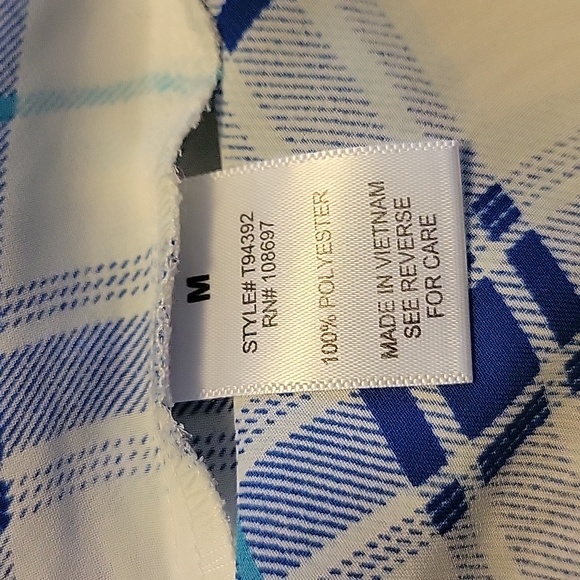 M
STYLE# T94392
RN# 108697
100% POLYESTER
MADE IN VIETNAM
SEE REVERSE
FOR CARE